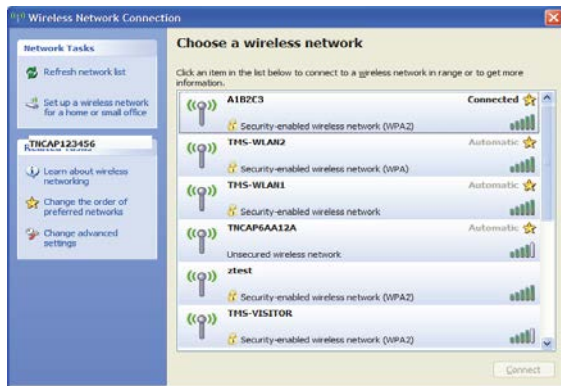 Wireless Network Connection
Network Tasks
Refresh network list
Set up a wireless network
for a home or small office
TNCAP123456
Learn about wireless
networking
Change the order of
preferred networks
Change advanced
settings
Choose a wireless network
Click an item in the list below to connect to a wireless network in range or to get more
information.
A1B2C3 Connected
Security-enabled wireless network (WPA2)
TMS-WLAN2 Automatic
Security-enabled wireless network (WPA)
TMS-WLAN1 Automatic
Security-enabled wireless network
TNCAP6AA12A Automatic
Unsecured wireless network
ztest
Security-enabled wireless network (WPA2)
TMS-VISITOR
Security-enabled wireless network (WPA2)
Connect